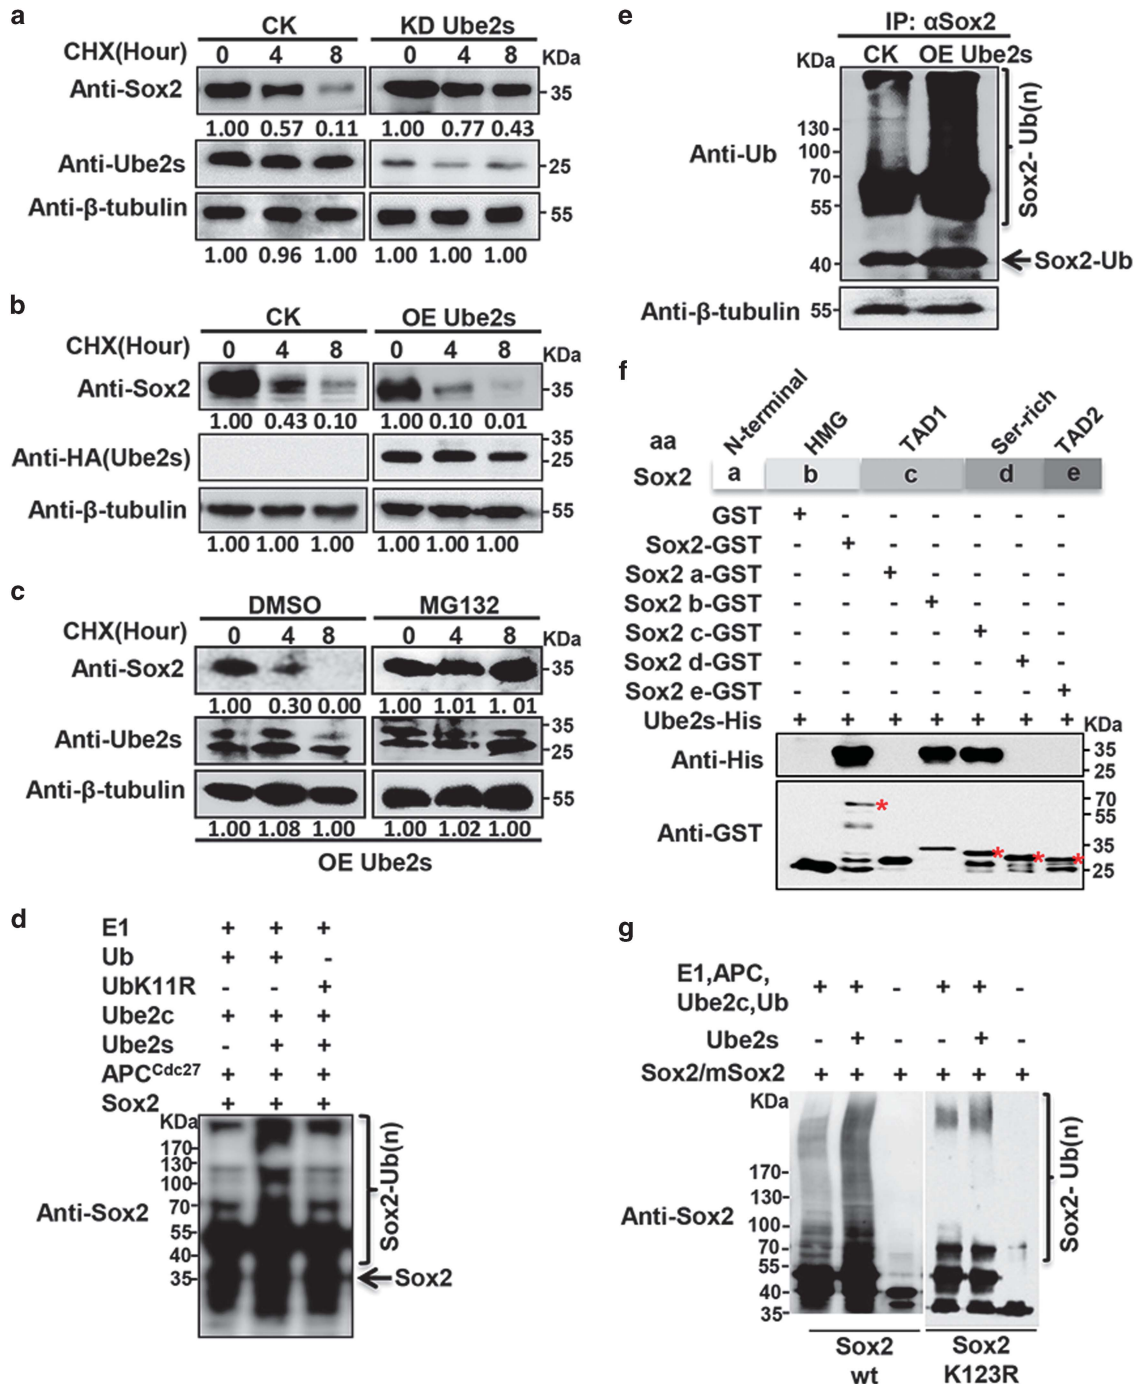 a
CK KD Ube2s
CHX(Hour) 0 4 8 0 4 8 KDa
Anti-Sox2 35
1.00 0.57 0.11 1.00 0.77 0.43
Anti-Ube2s 25
Anti-β-tubulin 55
1.00 0.96 1.00 1.00 1.00 1.00
b
CK OE Ube2s
CHX(Hour) 0 4 8 0 4 8 KDa
Anti-Sox2 35
1.00 0.43 0.10 1.00 0.10 0.01
35
Anti-HA(Ube2s) 25
Anti-β-tubulin 55
1.00 1.00 1.00 1.00 1.00 1.00
c
DMSO MG132
CHX(Hour) 0 4 8 0 4 8 KDa
Anti-Sox2 35
1.00 0.30 0.00 1.00 1.01 1. 01
35
Anti-Ube2s 25
Anti-β-tubulin 55
1.00 1.08 1.00 1.00 1.02 1.00
OE Ube2s
d
E1 + + +
Ub + + -
UbK11R - - +
Ube2c + + +
Ube2s - + +
APCCdc27 + + +
Sox2 + + +
KDa
170
130
100
70
55
40
35
Anti-Sox2
Sox2-Ub(n)
Sox2
e
IP: αSox2
KDa CK OE Ube2s
130
100
70
55
40
Anti-Ub
Sox2- Ub(n)
Sox2-Ub
Anti-β-tubulin 55
f
aa N-terminal HMG TAD1 Ser-rich TAD2
Sox2 a b c d e
GST + - - - - - -
Sox2-GST - + - - - - -
Sox2 a-GST - - + - - - -
Sox2 b-GST - - - + - - -
Sox2 c-GST - - - - + - -
Sox2 d-GST - - - - - + -
Sox2 e-GST - - - - - - +
Ube2s-His + + + + + + + KDa
Anti-His 35
25
70
55
Anti-GST 35
25
* * * *
g
E1,APC,
Ube2c,Ub + + - + + -
Ube2s - + - - + -
Sox2/mSox2 + + + + + +
KDa
170
130
100
70
55
40
35
Anti-Sox2
Sox2- Ub(n)
Sox2 Sox2
wt K123R